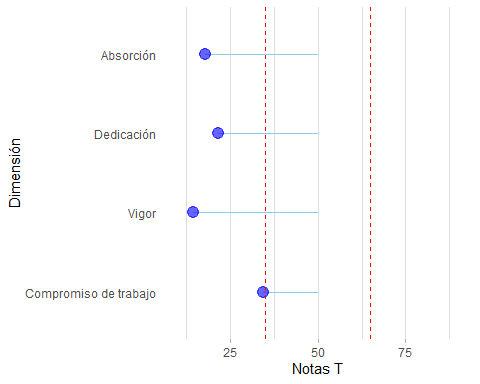 Absorción
Dedicación
Vigor
Compromiso de trabajo
Dimensión
25 50 75
Notas T